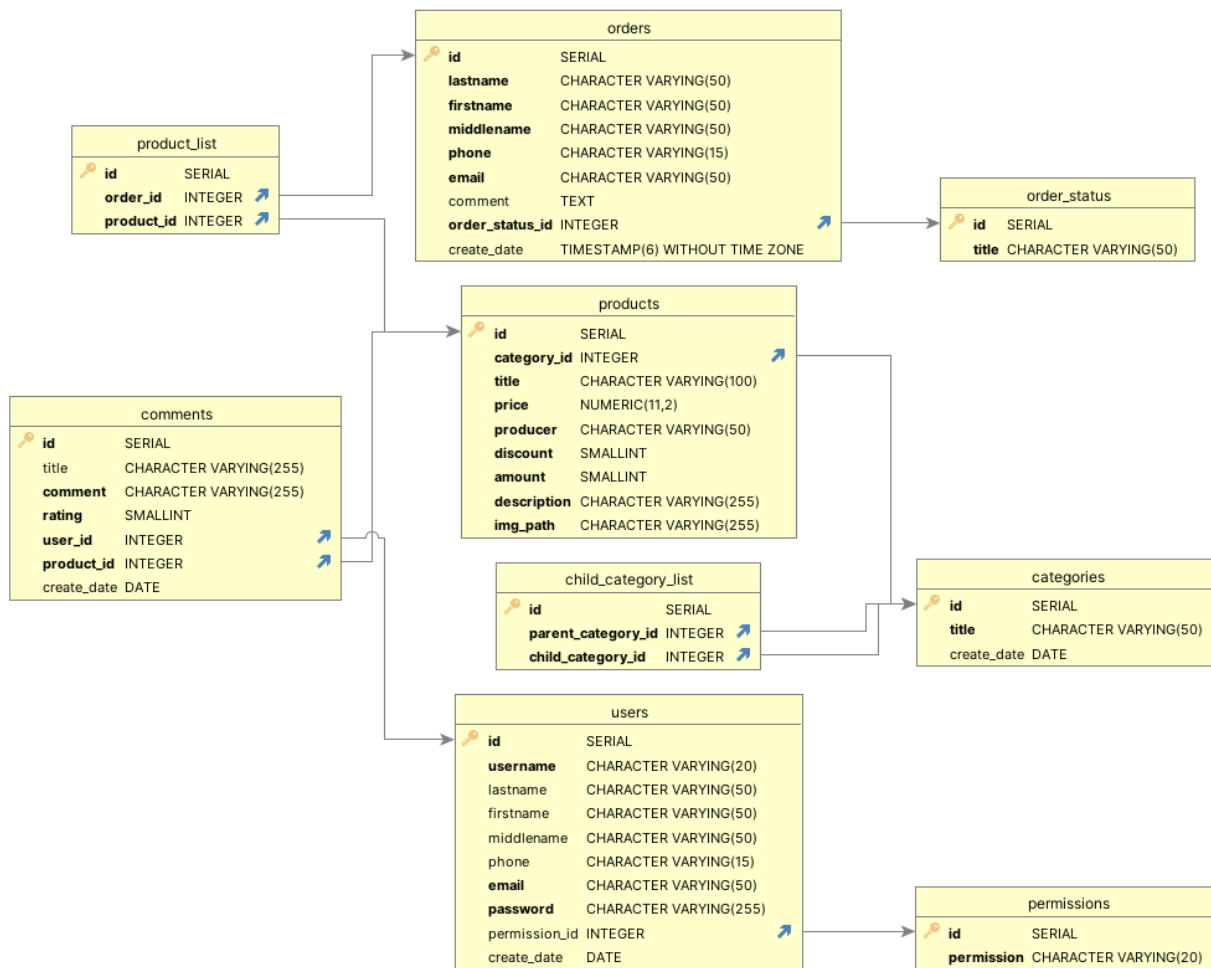 orders
id SERIAL
lastname CHARACTER VARYING(50)
firstname CHARACTER VARYING(50)
middlename CHARACTER VARYING(50)
phone CHARACTER VARYING(15)
email CHARACTER VARYING(50)
comment TEXT
order_status_id INTEGER
create_date TIMESTAMP(6) WITHOUT TIME ZONE
product_list
id SERIAL
order_id INTEGER
product_id INTEGER
order_status
id SERIAL
title CHARACTER VARYING(50)
products
id SERIAL
category_id INTEGER
title CHARACTER VARYING(100)
price NUMERIC(11,2)
producer CHARACTER VARYING(50)
discount SMALLINT
amount SMALLINT
description CHARACTER VARYING(255)
img_path CHARACTER VARYING(255)
comments
id SERIAL
title CHARACTER VARYING(255)
comment CHARACTER VARYING(255)
rating SMALLINT
user_id INTEGER
product_id INTEGER
create_date DATE
child_category_list
id SERIAL
parent_category_id INTEGER
child_category_id INTEGER
categories
id SERIAL
title CHARACTER VARYING(50)
create_date DATE
users
id SERIAL
username CHARACTER VARYING(20)
lastname CHARACTER VARYING(50)
firstname CHARACTER VARYING(50)
middlename CHARACTER VARYING(50)
phone CHARACTER VARYING(15)
email CHARACTER VARYING(50)
password CHARACTER VARYING(255)
permission_id INTEGER
create_date DATE
permissions
id SERIAL
permission CHARACTER VARYING(20)